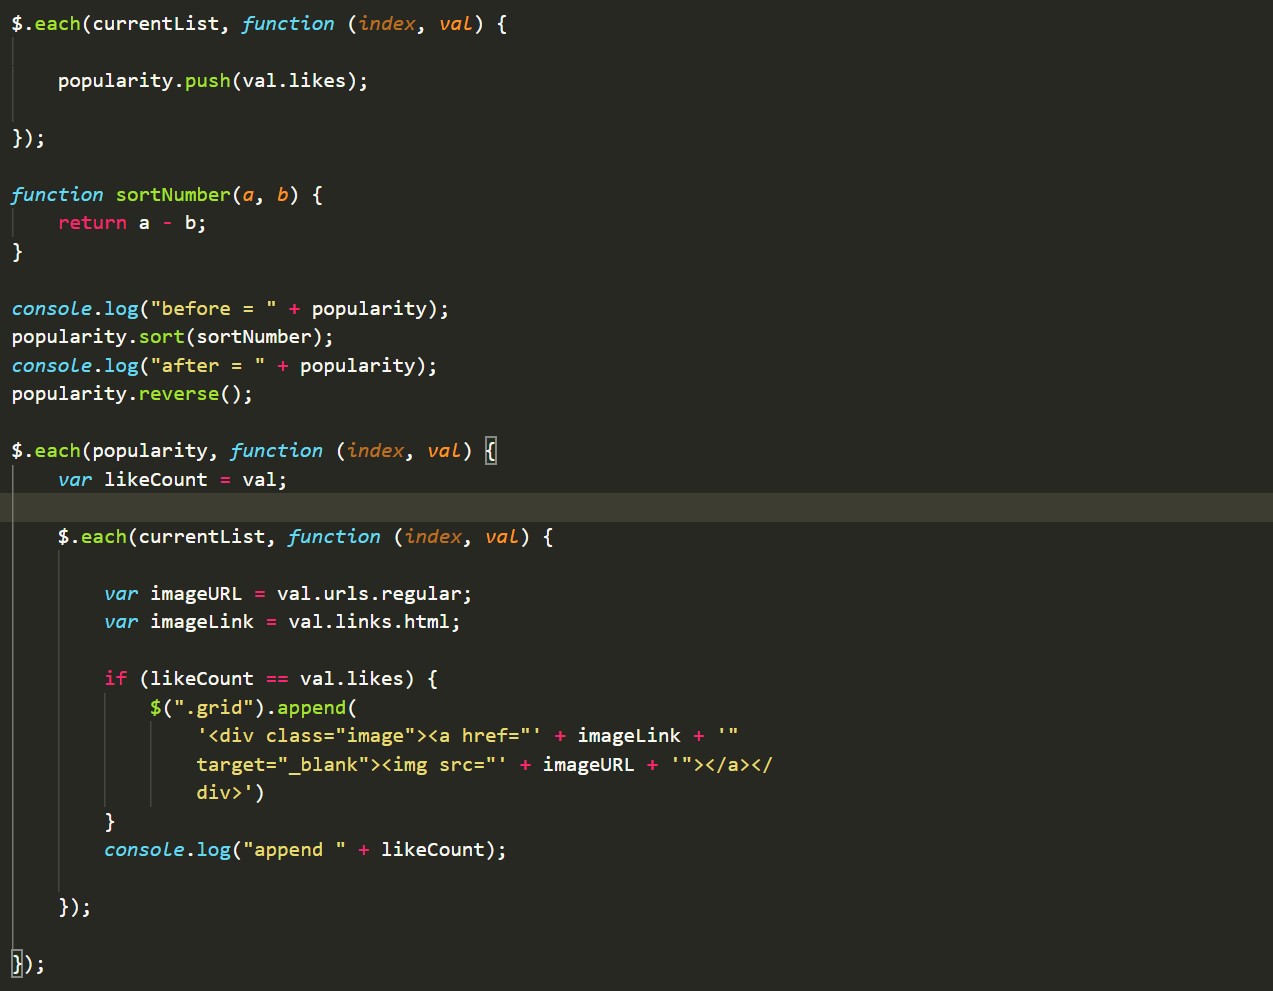 $.each(currentList, function (index, val) {
popularity.push(val.likes);
});
function sortNumber(a, b) {
return a - b;
}
console.log("before = " + popularity);
popularity.sort(sortNumber);
console.log("after = " + popularity);
popularity.reverse();
$.each(popularity, function (index, val) {
var likeCount = val;
$.each(currentList, function (index, val) {
var imageURL = val.urls.regular;
var imageLink = val.links.html;
if (likeCount == val.likes) {
$(".grid").append(
'<div class="image"><a href="' + imageLink + '"
target="_blank"><img src="' + imageURL + '"></a></
div>')
}
console.log("append " + likeCount);
});
});